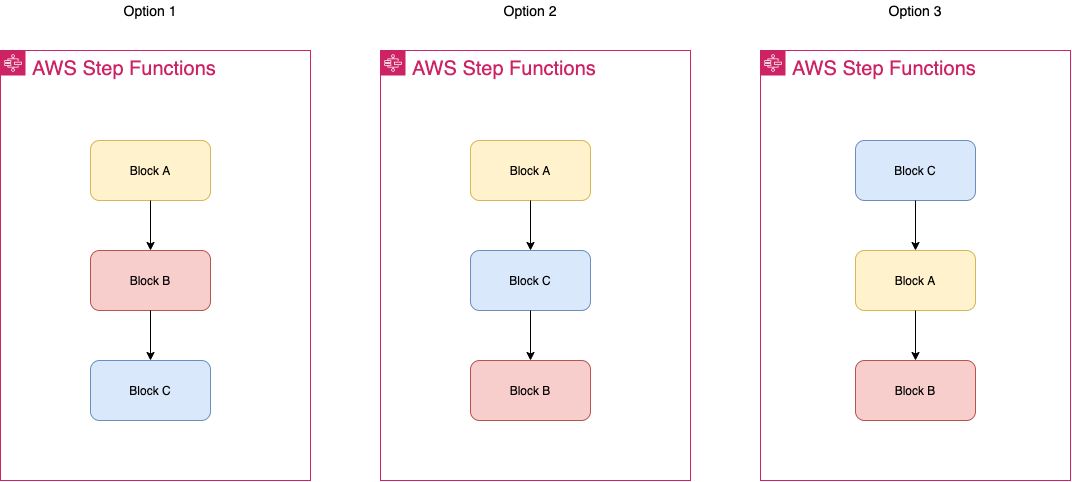 Option 1
Option 2
Option 3
AWS Step Functions
AWS Step Functions
AWS Step Functions
Block A
Block A
Block C
Block B
Block C
Block A
Block C
Block B
Block B